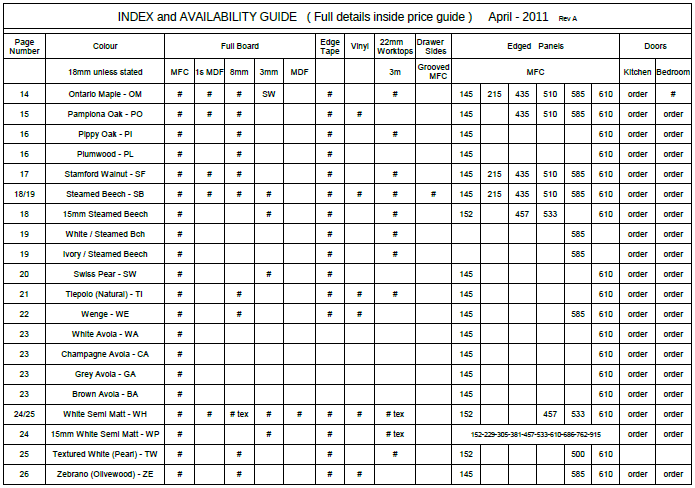 INDEX and AVAILABILITY GUIDE ( Full details inside price guide ) April - 2011 Rev A
Page Number Colour Full Board Edge Tape Vinyl 22mm Worktops Drawer Sides Edged Panels Doors
18mm unless stated MFC 1s MDF 8mm 3mm MDF 3m Grooved MFC MFC Kitchen Bedroom
14 Ontario Maple - OM # # # SW # # 145 215 435 510 585 610 order #
15 Pamplona Oak - PO # # # # # 145 435 510 585 610 order order
16 Pippy Oak - PI # # # # 145 610 order order
16 Plumwood - PL # # # 145 610 order order
17 Stamford Walnut - SF # # # # # 145 215 435 510 585 610 order order
18/19 Steamed Beech - SB # # # # # # # # 145 215 435 510 585 610 order order
18 15mm Steamed Beech # # # 152 457 533 610 order order
19 White / Steamed Bch # # # 585 order order
19 Ivory / Steamed Beech # # # 585 order order
20 Swiss Pear - SW # # # 145 610 order order
21 Tiepolo (Natural) - TI # # # # # 145 610 order order
22 Wenge - WE # # # # 145 585 610 order order
23 White Avola - WA # # 145 610 order order
23 Champagne Avola - CA # # 145 610 order order
23 Grey Avola - GA # # 145 610 order order
23 Brown Avola - BA # # 145 610 order order
24/25 White Semi Matt - WH # # # tex # # # # # tex 152 457 533 610 order order
24 15mm White Semi Matt - WP # # # # tex 152-229-305-381-457-533-610-686-762-915 order order
25 Textured White (Pearl) - TW # # # # 152 500 610
26 Zebrano (Olivewood) - ZE # # # # 145 585 610 order order